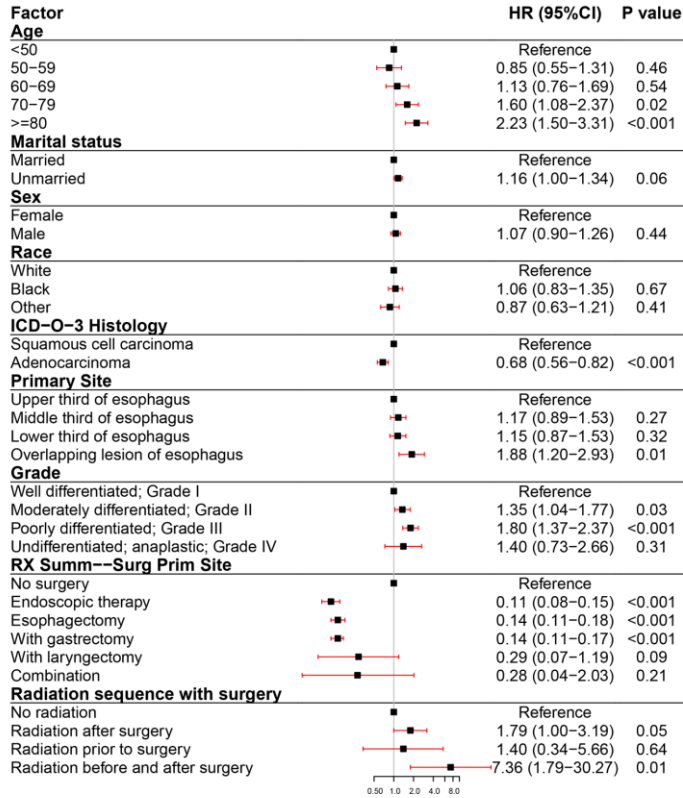 Factor HR (95%CI) P value
Age
<50 Reference
50−59 0.85 (0.55−1.31) 0.46
60−69 1.13 (0.76−1.69) 0.54
70−79 1.60 (1.08−2.37) 0.02
>=80 2.23 (1.50−3.31) <0.001
Marital status
Married Reference
Unmarried 1.16 (1.00−1.34) 0.06
Sex
Female Reference
Male 1.07 (0.90−1.26) 0.44
Race
White Reference
Black 1.06 (0.83−1.35) 0.67
Other 0.87 (0.63−1.21) 0.41
ICD−O−3 Histology
Squamous cell carcinoma Reference
Adenocarcinoma 0.68 (0.56−0.82) <0.001
Primary Site
Upper third of esophagus Reference
Middle third of esophagus 1.17 (0.89−1.53) 0.27
Lower third of esophagus 1.15 (0.87−1.53) 0.32
Overlapping lesion of esophagus 1.88 (1.20−2.93) 0.01
Grade
Well differentiated; Grade I Reference
Moderately differentiated; Grade II 1.35 (1.04−1.77) 0.03
Poorly differentiated; Grade III 1.80 (1.37−2.37) <0.001
Undifferentiated; anaplastic; Grade IV 1.40 (0.73−2.66) 0.31
RX Summ−−Surg Prim Site
No surgery Reference
Endoscopic therapy 0.11 (0.08−0.15) <0.001
Esophagectomy 0.14 (0.11−0.18) <0.001
With gastrectomy 0.14 (0.11−0.17) <0.001
With laryngectomy 0.29 (0.07−1.19) 0.09
Combination 0.28 (0.04−2.03) 0.21
Radiation sequence with surgery
No radiation Reference
Radiation after surgery 1.79 (1.00−3.19) 0.05
Radiation prior to surgery 1.40 (0.34−5.66) 0.64
Radiation before and after surgery 7.36 (1.79−30.27) 0.01
0.50 1.0 2.0 4.0 8.0